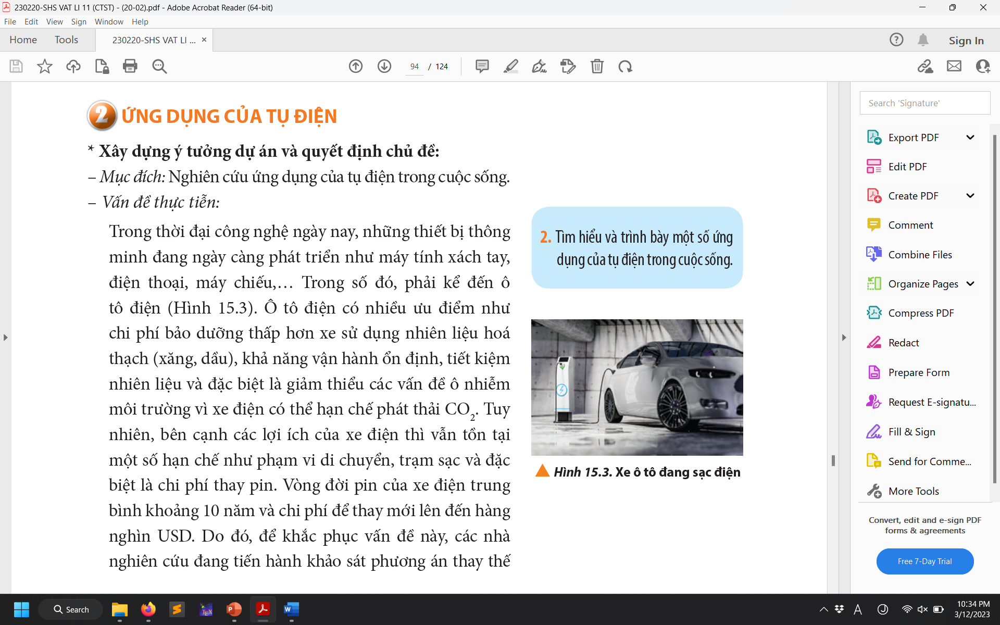 230220-SHS VAT LI 11 (CTST) - (20-02).pdf - Adobe Acrobat Reader (64-bit)
File Edit View Sign Window Help
Home Tools 230220-SHS VAT LI ... × Sign In
94 / 124
2 ỨNG DỤNG CỦA TỤ ĐIỆN
* Xây dựng ý tưởng dự án và quyết định chủ đề:
– Mục đích: Nghiên cứu ứng dụng của tụ điện trong cuộc sống.
– Vấn đề thực tiễn:
Trong thời đại công nghệ ngày nay, những thiết bị thông
minh đang ngày càng phát triển như máy tính xách tay,
điện thoại, máy chiếu,… Trong số đó, phải kể đến ô
tô điện (Hình 15.3). Ô tô điện có nhiều ưu điểm như
chi phí bảo dưỡng thấp hơn xe sử dụng nhiên liệu hoá
thạch (xăng, dầu), khả năng vận hành ổn định, tiết kiệm
nhiên liệu và đặc biệt là giảm thiểu các vấn đề ô nhiễm
môi trường vì xe điện có thể hạn chế phát thải CO₂. Tuy
nhiên, bên cạnh các lợi ích của xe điện thì vẫn tồn tại
một số hạn chế như phạm vi di chuyển, trạm sạc và đặc
biệt là chi phí thay pin. Vòng đời pin của xe điện trung
bình khoảng 10 năm và chi phí để thay mới lên đến hàng
nghìn USD. Do đó, để khắc phục vấn đề này, các nhà
nghiên cứu đang tiến hành khảo sát phương án thay thế
2. Tìm hiểu và trình bày một số ứng
dụng của tụ điện trong cuộc sống.
Hình 15.3. Xe ô tô đang sạc điện
Search 'Signature'
Export PDF
Edit PDF
Create PDF
Comment
Combine Files
Organize Pages
Compress PDF
Redact
Prepare Form
Request E-signatu...
Fill & Sign
Send for Comme...
More Tools
Convert, edit and e-sign PDF
forms & agreements
Free 7-Day Trial
Search
10:34 PM
3/12/2023